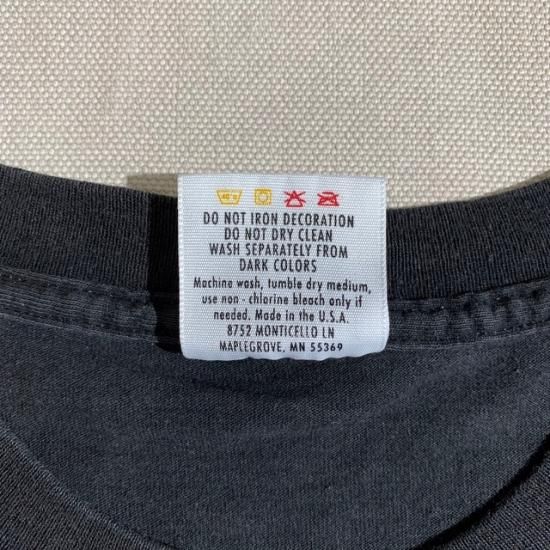 40°C
DO NOT IRON DECORATION
DO NOT DRY CLEAN
WASH SEPARATELY FROM
DARK COLORS
Machine wash, tumble dry medium,
use non - chlorine bleach only if
needed. Made in the U.S.A.
8752 MONTICELLO LN
MAPLEGROVE, MN 55369